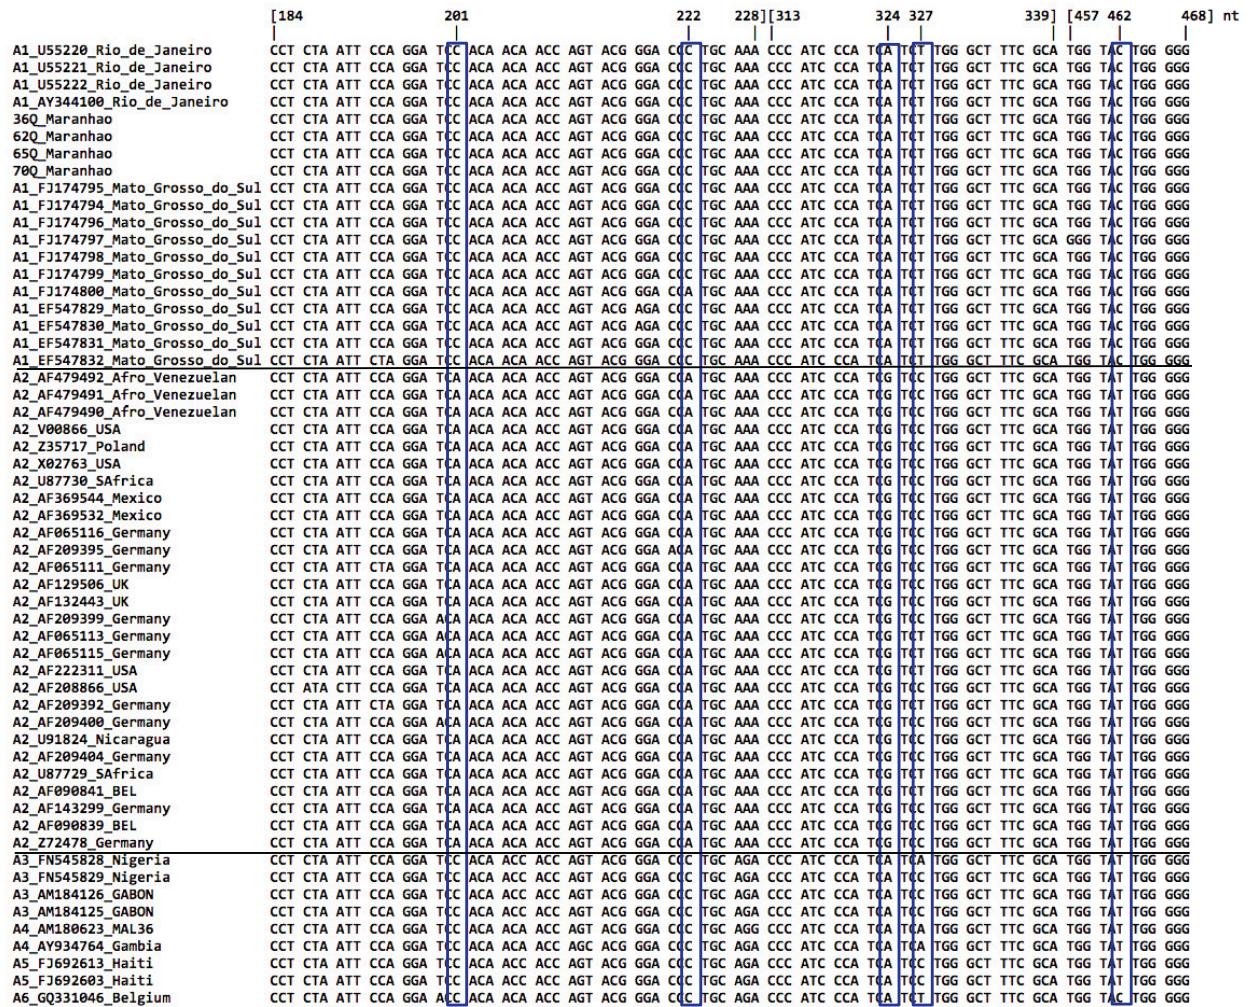 [184 201 222 228][313 324 327 339] [457 462 468] nt
A1_U55220_Rio_de_Janeiro CCT CTA ATT CCA GGA TCC ACA ACA ACC AGT ACG GGA CCC TGC AAA CCC ATC CCA TCA TCT TGG GCT TTC GCA TGG TAC TGG GGG
A1_U55221_Rio_de_Janeiro CCT CTA ATT CCA GGA TCC ACA ACA ACC AGT ACG GGA CCC TGC AAA CCC ATC CCA TCA TCT TGG GCT TTC GCA TGG TAC TGG GGG
A1_U55222_Rio_de_Janeiro CCT CTA ATT CCA GGA TCC ACA ACA ACC AGT ACG GGA CCC TGC AAA CCC ATC CCA TCA TCT TGG GCT TTC GCA TGG TAC TGG GGG
A1_AY344100_Rio_de_Janeiro CCT CTA ATT CCA GGA TCC ACA ACA ACC AGT ACG GGA CCC TGC AAA CCC ATC CCA TCA TCT TGG GCT TTC GCA TGG TAC TGG GGG
36Q_Maranhao CCT CTA ATT CCA GGA TCC ACA ACA ACC AGT ACG GGA CCC TGC AAA CCC ATC CCA TCA TCT TGG GCT TTC GCA TGG TAC TGG GGG
62Q_Maranhao CCT CTA ATT CCA GGA TCC ACA ACA ACC AGT ACG GGA CCC TGC AAA CCC ATC CCA TCA TCT TGG GCT TTC GCA TGG TAC TGG GGG
65Q_Maranhao CCT CTA ATT CCA GGA TCC ACA ACA ACC AGT ACG GGA CCC TGC AAA CCC ATC CCA TCA TCT TGG GCT TTC GCA TGG TAC TGG GGG
70Q_Maranhao CCT CTA ATT CCA GGA TCC ACA ACA ACC AGT ACG GGA CCC TGC AAA CCC ATC CCA TCA TCT TGG GCT TTC GCA TGG TAC TGG GGG
A1_FJ174795_Mato_Grosso_do_Sul CCT CTA ATT CCA GGA TCC ACA ACA ACC AGT ACG GGA CCC TGC AAA CCC ATC CCA TCA TCT TGG GCT TTC GCA TGG TAC TGG GGG
A1_FJ174794_Mato_Grosso_do_Sul CCT CTA ATT CCA GGA TCC ACA ACA ACC AGT ACG GGA CCC TGC AAA CCC ATC CCA TCA TCT TGG GCT TTC GCA TGG TAC TGG GGG
A1_FJ174796_Mato_Grosso_do_Sul CCT CTA ATT CCA GGA TCC ACA ACA ACC AGT ACG GGA CCC TGC AAA CCC ATC CCA TCA TCT TGG GCT TTC GCA TGG TAC TGG GGG
A1_FJ174797_Mato_Grosso_do_Sul CCT CTA ATT CCA GGA TCC ACA ACA ACC AGT ACG GGA CCC TGC AAA CCC ATC CCA TCA TCT TGG GCT TTC GCA GGG TAC TGG GGG
A1_FJ174798_Mato_Grosso_do_Sul CCT CTA ATT CCA GGA TCC ACA ACA ACC AGT ACG GGA CCC TGC AAA CCC ATC CCA TCA TCT TGG GCT TTC GCA TGG TAC TGG GGG
A1_FJ174799_Mato_Grosso_do_Sul CCT CTA ATT CCA GGA TCC ACA ACA ACC AGT ACG GGA CCC TGC AAA CCC ATC CCA TCA TCT TGG GCT TTC GCA TGG TAC TGG GGG
A1_FJ174800_Mato_Grosso_do_Sul CCT CTA ATT CCA GGA TCC ACA ACA ACC AGT ACG GGA CCA TGC AAA CCC ATC CCA TCA TCT TGG GCT TTC GCA TGG TAC TGG GGG
A1_EF547829_Mato_Grosso_do_Sul CCT CTA ATT CCA GGA TCC ACA ACA ACC AGT ACG AGA CCC TGC AAA CCC ATC CCA TCA TCT TGG GCT TTC GCA TGG TAC TGG GGG
A1_EF547830_Mato_Grosso_do_Sul CCT CTA ATT CCA GGA TCC ACA ACA ACC AGT ACG AGA CCC TGC AAA CCC ATC CCA TCA TCT TGG GCT TTC GCA TGG TAC TGG GGG
A1_EF547831_Mato_Grosso_do_Sul CCT CTA ATT CCA GGA TCC ACA ACA ACC AGT ACG GGA CCC TGC AAA CCC ATC CCA TCA TCT TGG GCT TTC GCA TGG TAC TGG GGG
A1_EF547832_Mato_Grosso_do_Sul CCT CTA ATT CTA GGA TCC ACA ACA ACC AGT ACG GGA CCC TGC AAA CCC ATC CCA TCA TCT TGG GCT TTC GCA TGG TAC TGG GGG
A2_AF479492_Afro_Venezuelan CCT CTA ATT CCA GGA TCA ACA ACA ACC AGT ACG GGA CCA TGC AAA CCC ATC CCA TCG TCC TGG GCT TTC GCA TGG TAT TGG GGG
A2_AF479491_Afro_Venezuelan CCT CTA ATT CCA GGA TCA ACA ACA ACC AGT ACG GGA CCA TGC AAA CCC ATC CCA TCG TCC TGG GCT TTC GCA TGG TAT TGG GGG
A2_AF479490_Afro_Venezuelan CCT CTA ATT CCA GGA TCA ACA ACA ACC AGT ACG GGA CCA TGC AAA CCC ATC CCA TCG TCC TGG GCT TTC GCA TGG TAT TGG GGG
A2_V00866_USA CCT CTA ATT CCA GGA TCA ACA ACA ACC AGT ACG GGA CCA TGC AAA CCC ATC CCA TCG TCC TGG GCT TTC GCA TGG TAT TGG GGG
A2_Z35717_Poland CCT CTA ATT CCA GGA TCA ACA ACA ACC AGT ACG GGA CCA TGC AAA CCC ATC CCA TCG TCC TGG GCT TTC GCA TGG TAT TGG GGG
A2_X02763_USA CCT CTA ATT CCA GGA TCA ACA ACA ACC AGT ACG GGA CCA TGC AAA CCC ATC CCA TCG TCC TGG GCT TTC GCA TGG TAT TGG GGG
A2_U87730_SAfrica CCT CTA ATT CCA GGA TCA ACA ACA ACC AGT ACG GGA CCA TGC AAA CCC ATC CCA TCG TCC TGG GCT TTC GCA TGG TAT TGG GGG
A2_AF369544_Mexico CCT CTA ATT CCA GGA TCA ACA ACA ACC AGT ACG GGA CCA TGC AAA CCC ATC CCA TCG TCC TGG GCT TTC GCA TGG TAT TGG GGG
A2_AF369532_Mexico CCT CTA ATT CCA GGA TCA ACA ACA ACC AGT ACG GGA CCA TGC AAA CCC ATC CCA TCG TCC TGG GCT TTC GCA TGG TAT TGG GGG
A2_AF065116_Germany CCT CTA ATT CCA GGA TCA ACA ACA ACC AGT ACG GGA CCA TGC AAA CCC ATC CCA TCG TCC TGG GCT TTC GCA TGG TAT TGG GGG
A2_AF209395_Germany CCT CTA ATT CCA GGA TCA ACA ACA ACC AGT ACG GGA ACA TGC AAA CCC ATC CCA TCG TCC TGG GCT TTC GCA TGG TAT TGG GGG
A2_AF065111_Germany CCT CTA ATT CTA GGA TCA ACA ACA ACC AGT ACG GGA CCA TGC AAA CCC ATC CCA TCG TCC TGG GCT TTC GCA TGG TAT TGG GGG
A2_AF129506_UK CCT CTA ATT CCA GGA TCA ACA ACA ACC AGT ACG GGA CCA TGC AAA CCC ATC CCA TCG TCC TGG GCT TTC GCA TGG TAT TGG GGG
A2_AF132443_UK CCT CTA ATT CCA GGA TCA ACA ACA ACC AGT ACG GGA CCA TGC AAA CCC ATC CCA TCG TCC TGG GCT TTC GCA TGG TAT TGG GGG
A2_AF209399_Germany CCT CTA ATT CCA GGA ACA ACA ACA ACC AGT ACG GGA CCA TGC AAA CCC ATC CCA TCG TCC TGG GCT TTC GCA TGG TAT TGG GGG
A2_AF065113_Germany CCT CTA ATT CCA GGA ACA ACA ACA ACC AGT ACG GGA CCA TGC AAA CCC ATC CCA TCG TCT TGG GCT TTC GCA TGG TAT TGG GGG
A2_AF065115_Germany CCT CTA ATT CCA GGA ACA ACA ACA ACC AGT ACG GGA CCA TGC AAA CCC ATC CCA TCG TCT TGG GCT TTC GCA TGG TAT TGG GGG
A2_AF222311_USA CCT CTA ATT CCA GGA TCA ACA ACA ACC AGT ACG GGA CCA TGC AAA CCC ATC CCA TCG TCT TGG GCT TTC GCA TGG TAT TGG GGG
A2_AF208866_USA CCT ATA CTT CCA GGA TCA ACA ACA ACC AGT ACG GGA CCA TGC AAA CCC ATC CCA TCG TCT TGG GCT TTC GCA TGG TAT TGG GGG
A2_AF209392_Germany CCT CTA ATT CTA GGA TCA ACA ACA ACC AGT ACG GGA CCA TGC AAA CCC ATC CCA TCG TCT TGG GCT TTC GCA TGG TAT TGG GGG
A2_AF209400_Germany CCT CTA ATT CCA GGA ACA ACA ACA ACC AGT ACG GGA CCA TGC AAA CCC ATC CCA TCG TCC TGG GCT TTC GCA TGG TAT TGG GGG
A2_U91824_Nicaragua CCT CTA ATT CCA GGA TCA ACA ACA ACC AGT ACG GGA CCA TGC AAA CCC ATC CCA TCG TCC TGG GCT TTC GCA TGG TAT TGG GGG
A2_AF209404_Germany CCT CTA ATT CCA GGA TCA ACA ACA ACC AGT ACG GGA CCA TGC AAA CCC ATC CCA TCG TCC TGG GCT TTC GCA TGG TAT TGG GGG
A2_U87729_SAfrica CCT CTA ATT CCA GGA TCA ACA ACA ACC AGT ACG GGA CCA TGC AAA CCC ATC CCA TCG TCT TGG GCT TTC GCA TGG TAT TGG GGG
A2_AF090841_BEL CCT CTA ATT CCA GGA TCA ACA ACA ACC AGT ACG GGA CCA TGC AAA CCC ATC CCA TCG TCT TGG GCT TTC GCA TGG TAT TGG GGG
A2_AF143299_Germany CCT CTA ATT CCA GGA TCA ACA ACA ACC AGT ACG GGA CCA TGC AAA CCC ATC CCA TCG TCC TGG GCT TTC GCA TGG TAT TGG GGG
A2_AF090839_BEL CCT CTA ATT CCA GGA TCA ACA ACA ACC AGT ACG GGA CCA TGC AAA CCC ATC CCA TCG TCC TGG GCT TTC GCA TGG TAT TGG GGG
A2_Z72478_Germany CCT CTA ATT CCA GGA TCA ACA ACA ACC AGT ACG GGA CCA TGC AAA CCC ATC CCA TCG TCC TGG GCT TTC GCA TGG TAT TGG GGG
A3_FN545828_Nigeria CCT CTA ATT CCA GGA TCC ACA ACC ACC AGT ACG GGA CCC TGC AGA CCC ATC CCA TCA TCA TGG GCT TTC GCA TGG TAT TGG GGG
A3_FN545829_Nigeria CCT CTA ATT CCA GGA TCC ACA ACC ACC AGT ACG GGA CCC TGC AGA CCC ATC CCA TCA TCC TGG GCT TTC GCA TGG TAT TGG GGG
A3_AM184126_GABON CCT CTA ATT CCA GGA TCC ACA ACC ACC AGT ACG GGA CCC TGC AGA CCC ATC CCA TCA TCC TGG GCT TTC GCA TGG TAT TGG GGG
A3_AM184125_GABON CCT CTA ATT CCA GGA TCC ACA ACC ACC AGT ACG GGA CCC TGC AGA CCC ATC CCA TCA TCC TGG GCT TTC GCA TGG TAT TGG GGG
A4_AM180623_MAL36 CCT CTA ATT CCA GGA TCC ACA ACA ACC AGT ACG GGA CCC TGC AGG CCC ATC CCA TCA TCA TGG GCT TTC GCA TGG TAT TGG GGG
A4_AY934764_Gambia CCT CTA ATT CCA GGA TCC ACA ACA ACC AGC ACG GGA CCC TGC AGA CCC ATC CCA TCA TCA TGG GCT TTC GCA TGG TAT TGG GGG
A5_FJ692613_Haiti CCT CTA ATT CCA GGA TCC ACA ACA ACC AGT ACG GGA CCC TGC AGA CCC ATC CCA TCA TCC TGG GCT TTC GCA TGG TAT TGG GGG
A5_FJ692603_Haiti CCT CTA ATT CCA GGA TCC ACA ACA ACC AGT ACG GGA CCC TGC AGA CCC ATC CCA TCA TCC TGG GCT TTC GCA TGG TAT TGG GGG
A6_GQ331046_Belgium CCT CTA ATT CCA GGA ACC ACA ACA ACC AGT ACG GGA CCC TGC AGG CCC ATC CCA TCA TCT TGG GCT TTC GCA TGG TAC TGG GGG